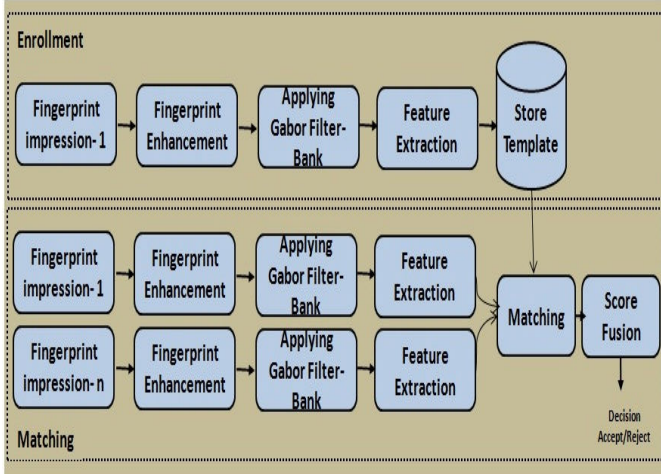 Enrollment
Fingerprint
impression- 1
Fingerprint
Enhancement
Applying
Gabor Filter-
Bank
Feature
Extraction
Store
Template
Fingerprint
impression- 1
Fingerprint
Enhancement
Applying
Gabor Filter-
Bank
Feature
Extraction
Matching
Score
Fusion
Fingerprint
impression- n
Fingerprint
Enhancement
Applying
Gabor Filter-
Bank
Feature
Extraction
Decision
Accept/Reject
Matching